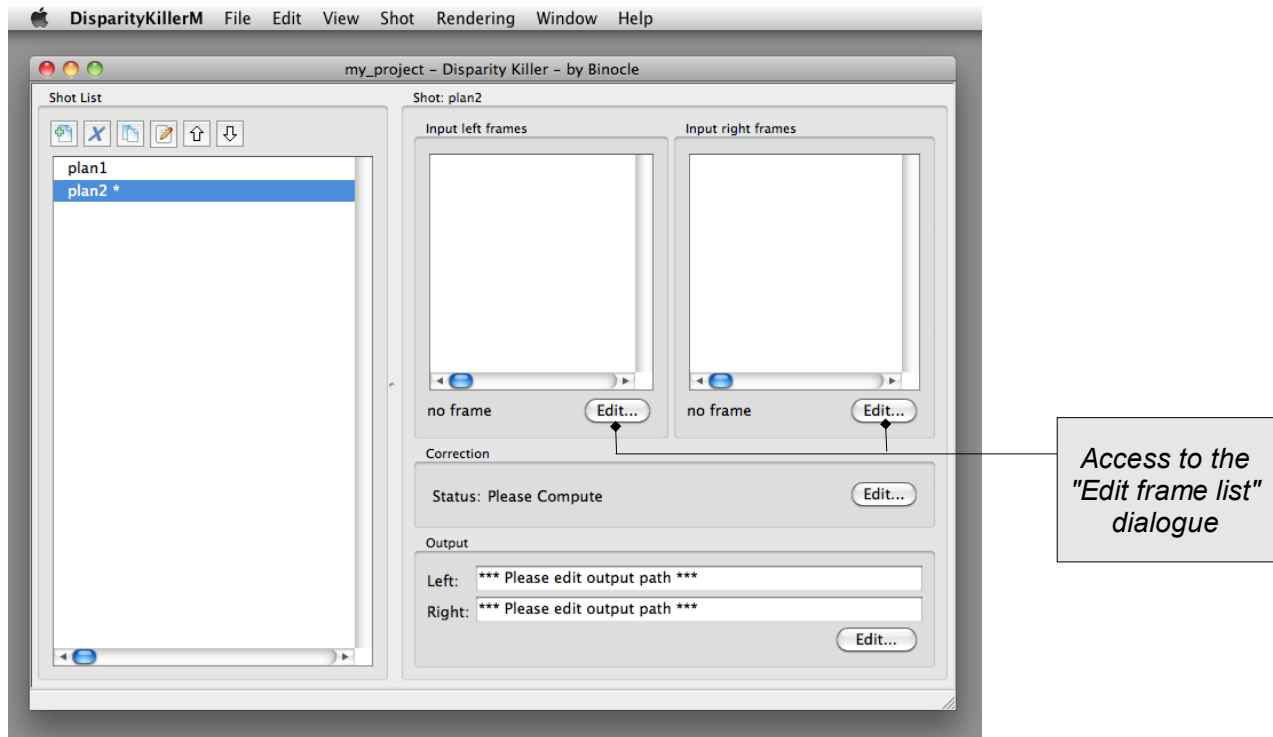 DisparityKillerM File Edit View Shot Rendering Window Help
my_project – Disparity Killer – by Binocle
Shot List
plan1
plan2 *
Shot: plan2
Input left frames
no frame
Edit...
Input right frames
no frame
Edit...
Correction
Status: Please Compute
Edit...
Output
Left: *** Please edit output path ***
Right: *** Please edit output path ***
Edit...
Access to the
"Edit frame list"
dialogue